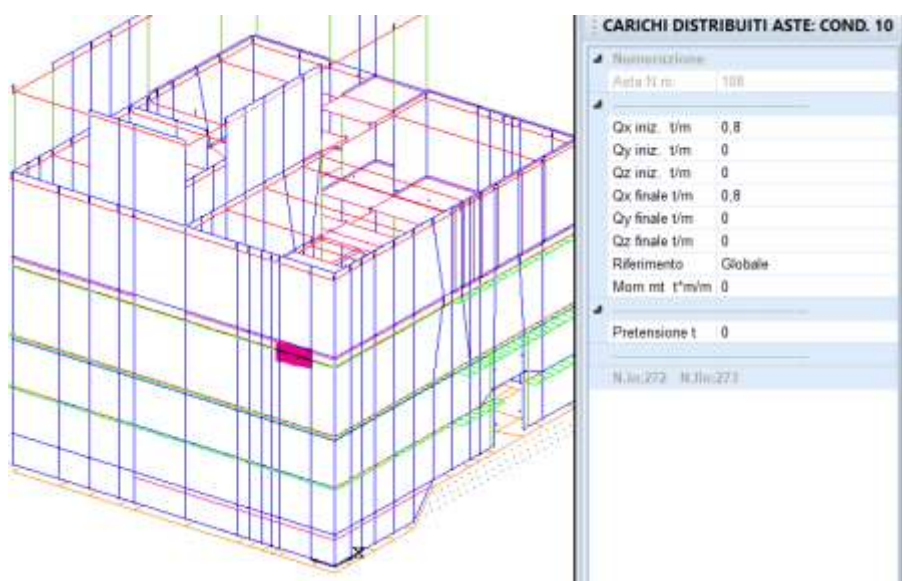 CARICHI DISTRIBUITI ASTE: COND. 10
Numerazione
Asta N.ro: 108
Qx iniz. t/m 0,8
Qy iniz. t/m 0
Qz iniz. t/m 0
Qx finale t/m 0,8
Qy finale t/m 0
Qz finale t/m 0
Riferimento Globale
Mom mt t*m/m 0
Pretensione t 0
N.In:272 N.fin:273
X